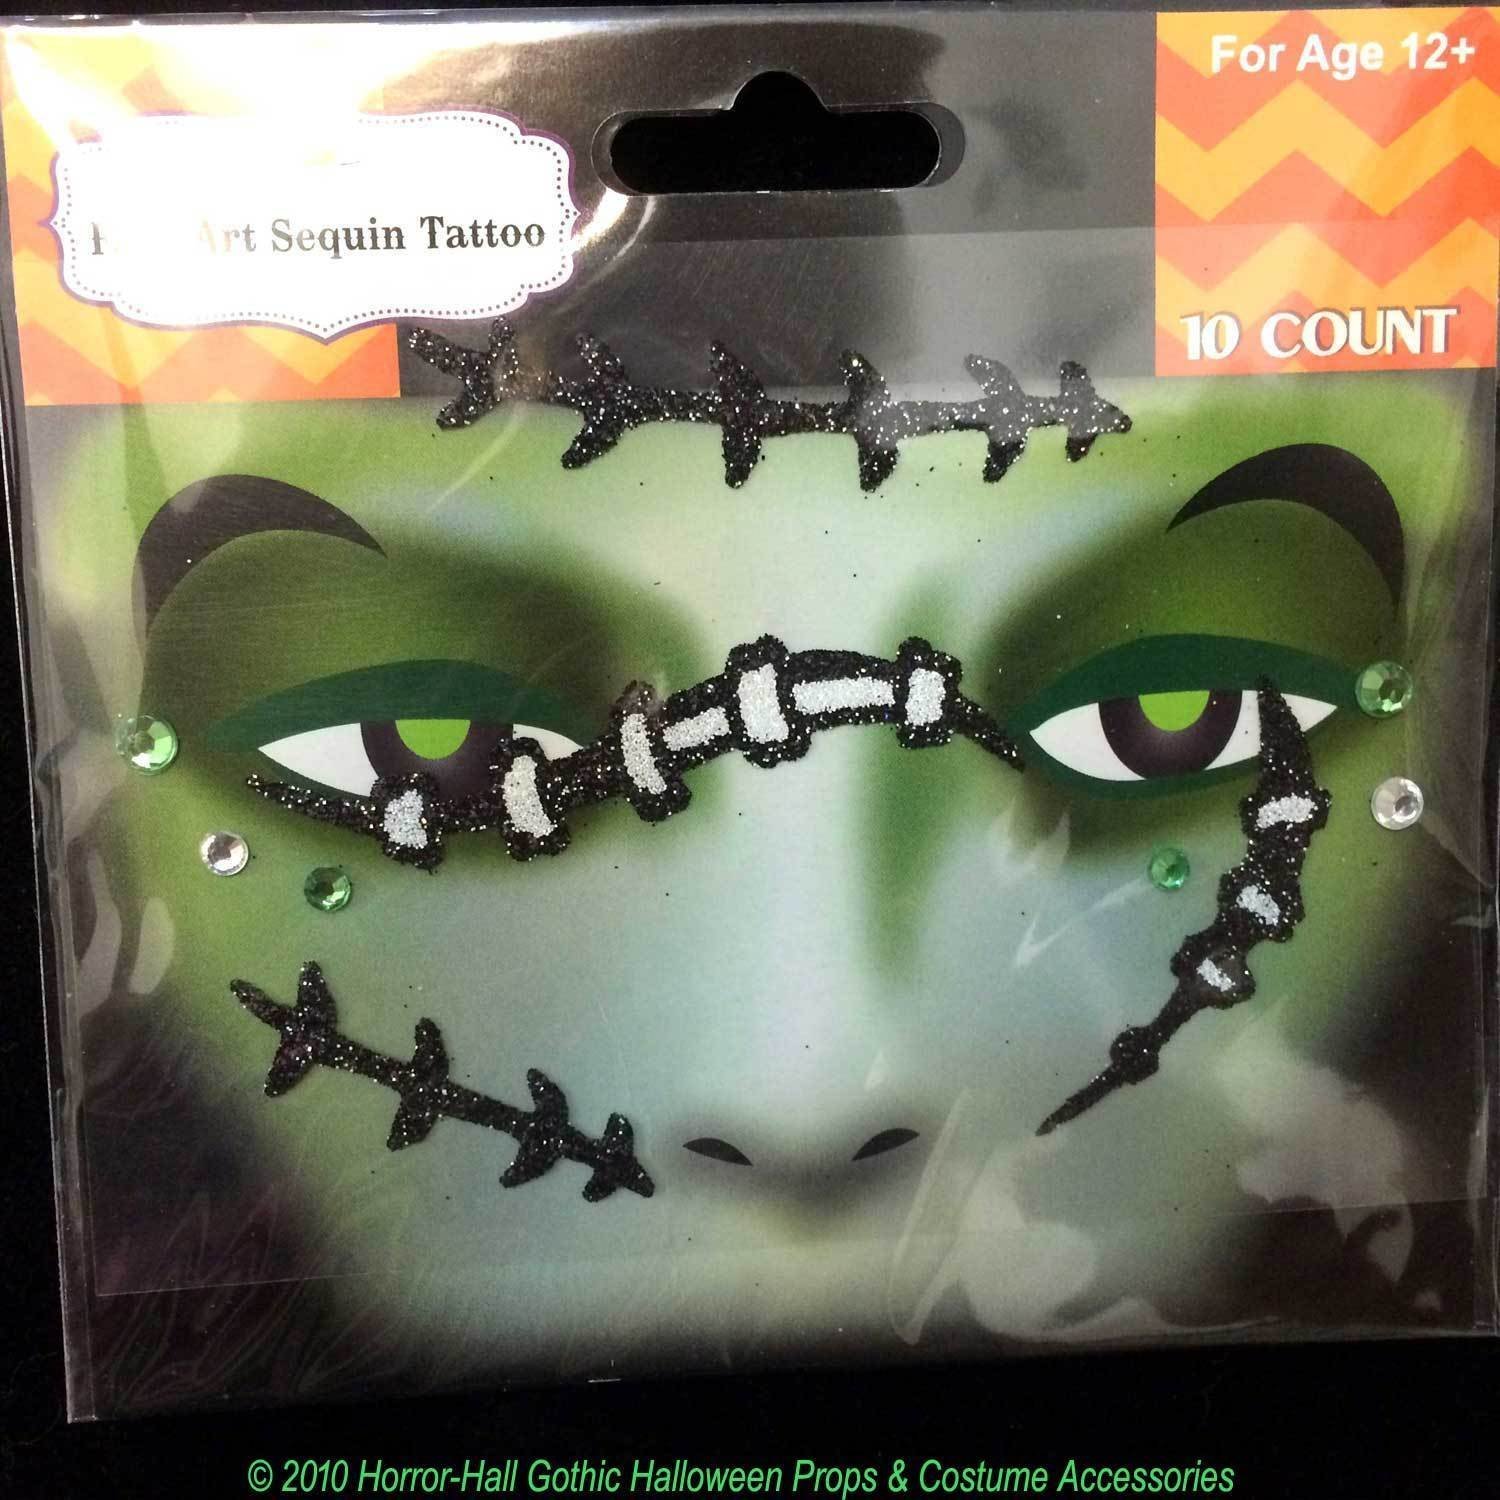 For Age 12+
Art Sequin Tattoo
10 COUNT
© 2010 Horror-Hall Gothic Halloween Props & Costume Accessories